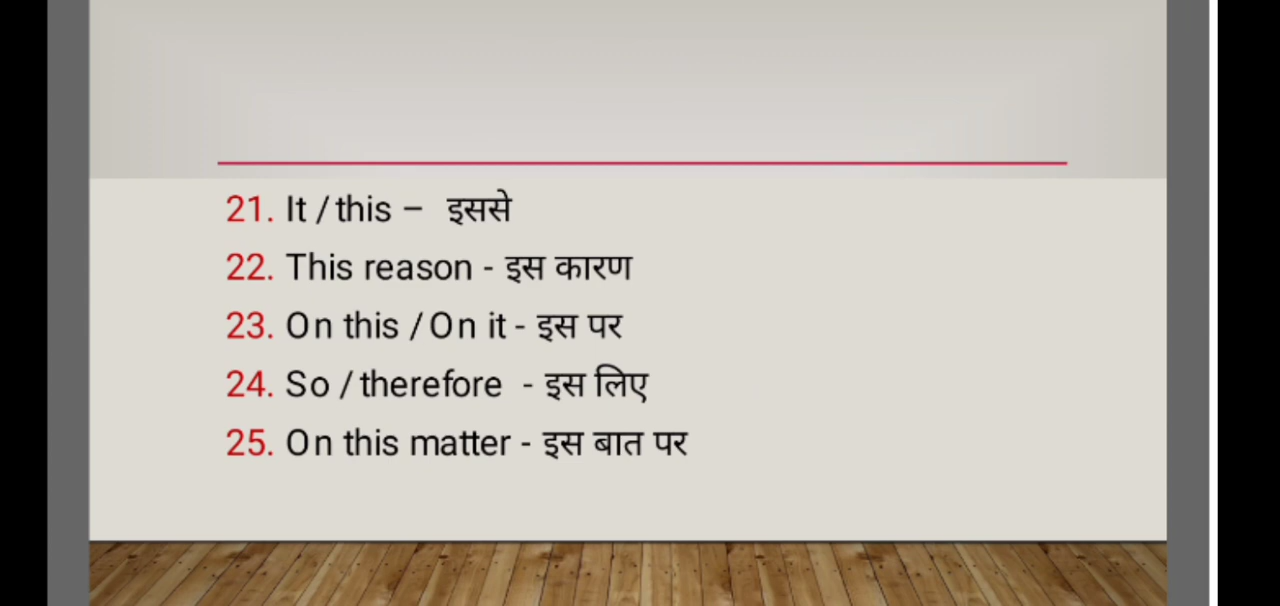 21. It / this – इससे
22. This reason - इस कारण
23. On this / On it - इस पर
24. So / therefore - इस लिए
25. On this matter - इस बात पर